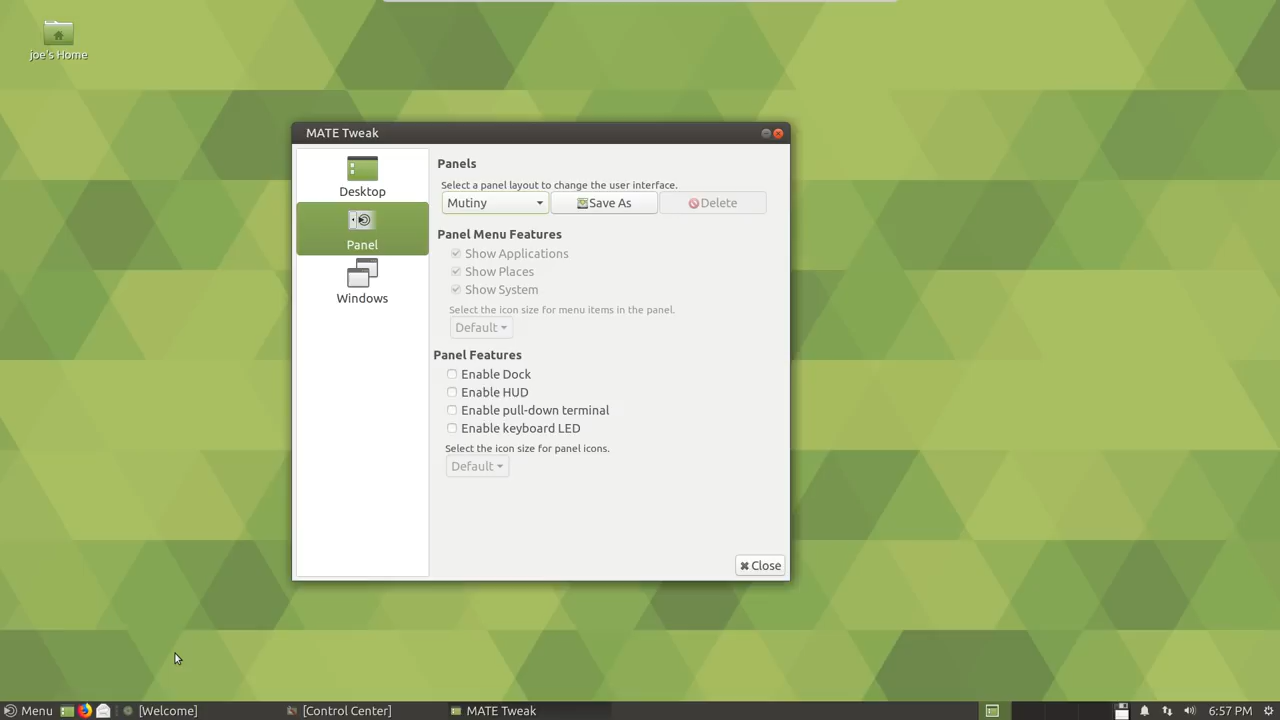 joe's Home
MATE Tweak
Desktop
Panel
Windows
Panels
Select a panel layout to change the user interface.
Mutiny
Save As
Delete
Panel Menu Features
Show Applications
Show Places
Show System
Select the icon size for menu items in the panel.
Default
Panel Features
Enable Dock
Enable HUD
Enable pull-down terminal
Enable keyboard LED
Select the icon size for panel icons.
Default
Close
Menu [Welcome] [Control Center] MATE Tweak 6:57 PM